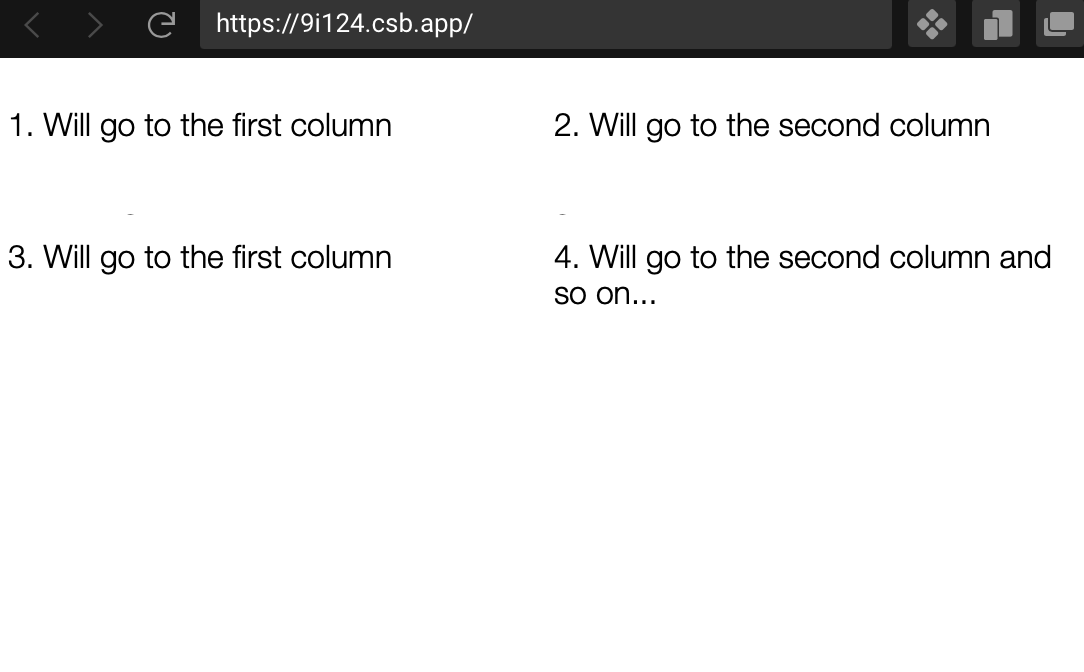 https://9i124.csb.app/
1. Will go to the first column
2. Will go to the second column
3. Will go to the first column
4. Will go to the second column and
so on...